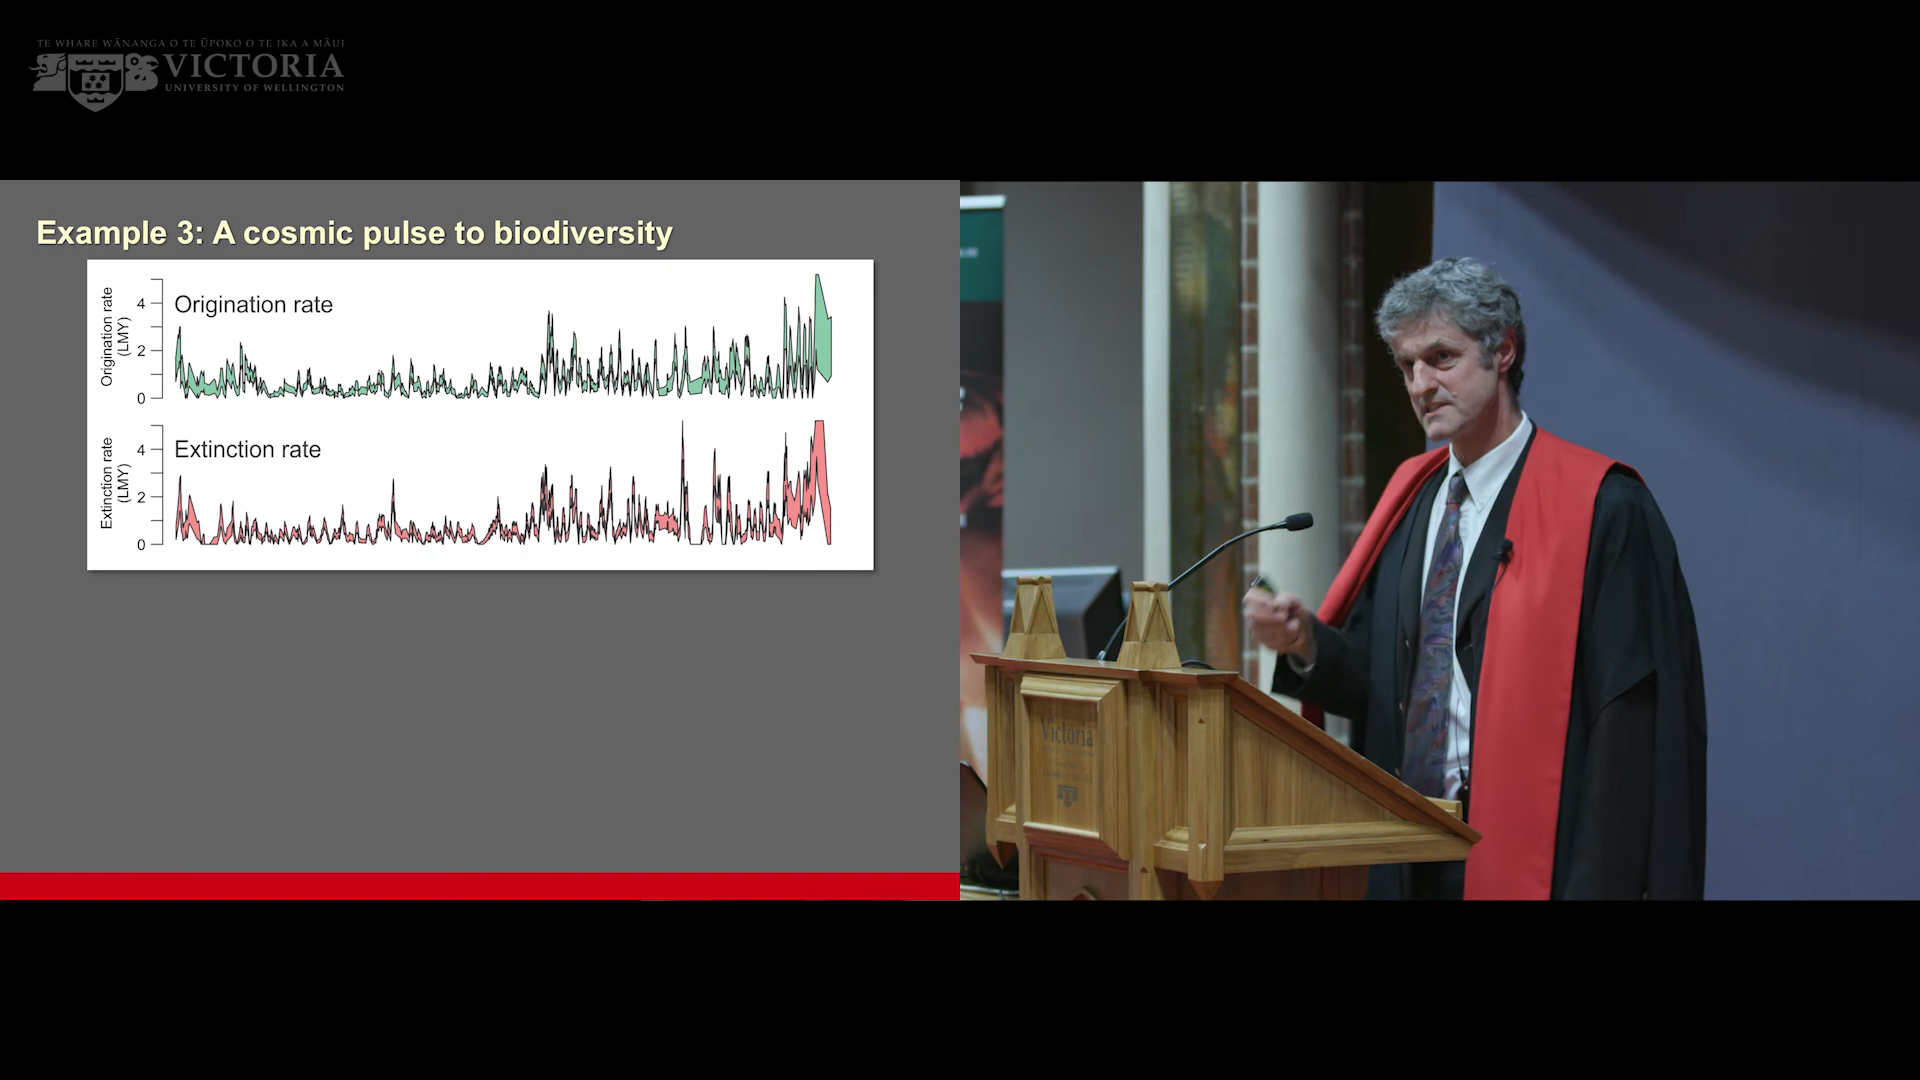 TE WHARE WĀNANGA O TE ŪPOKO O TE IKA A MĀUI
VICTORIA
UNIVERSITY OF WELLINGTON
Example 3: A cosmic pulse to biodiversity
Origination rate
(LMY)
4
2
0
Origination rate
Extinction rate
(LMY)
4
2
0
Extinction rate
Victoria